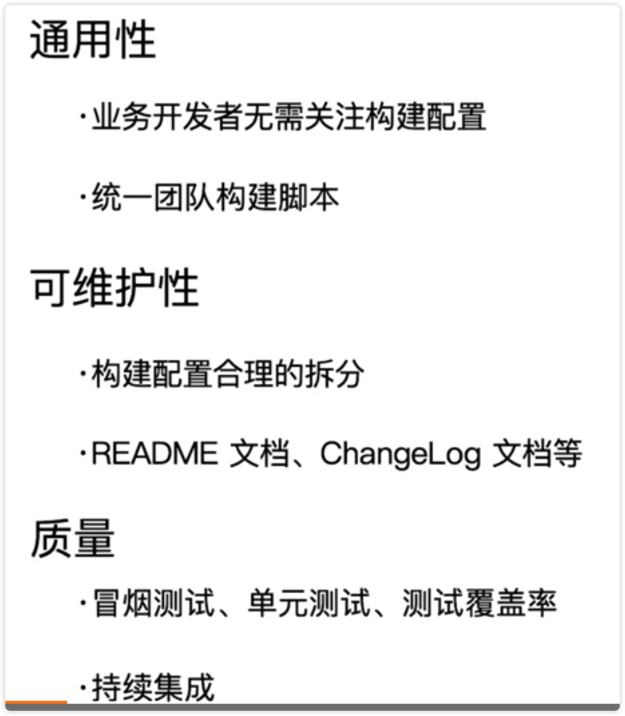 通用性
·业务开发者无需关注构建配置
·统一团队构建脚本
可维护性
·构建配置合理的拆分
·README 文档、ChangeLog 文档等
质量
·冒烟测试、单元测试、测试覆盖率
·持续集成